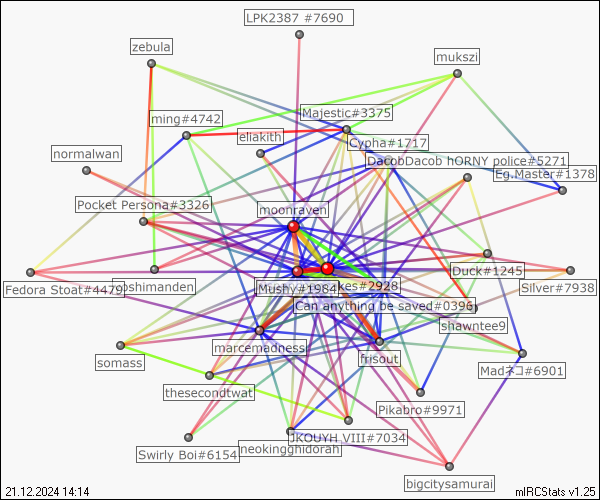 LPK2387 #7690
zebula
mukszi
Majestic#3375
ming#4742
ellakith
Cypha#1717
normalwan
DacobDacob hORNY police#5271
Eg.Master#1378
Pocket Persona#3326
moonraven
Duck#1245
Fedora Stoat#4479
oshimanden
Mushy#1984
kes#2928
Silver#7938
Can anything be saved#0396
shawntee9
somass
marcemadness
frisout
Madネコ#6901
thesecondtwat
Pikabro#9971
JKOUYH VIII#7034
neokingghidorah
Swirly Boi#6154
bigcitysamurai
21.12.2024 14:14
mIRCStats v1.25